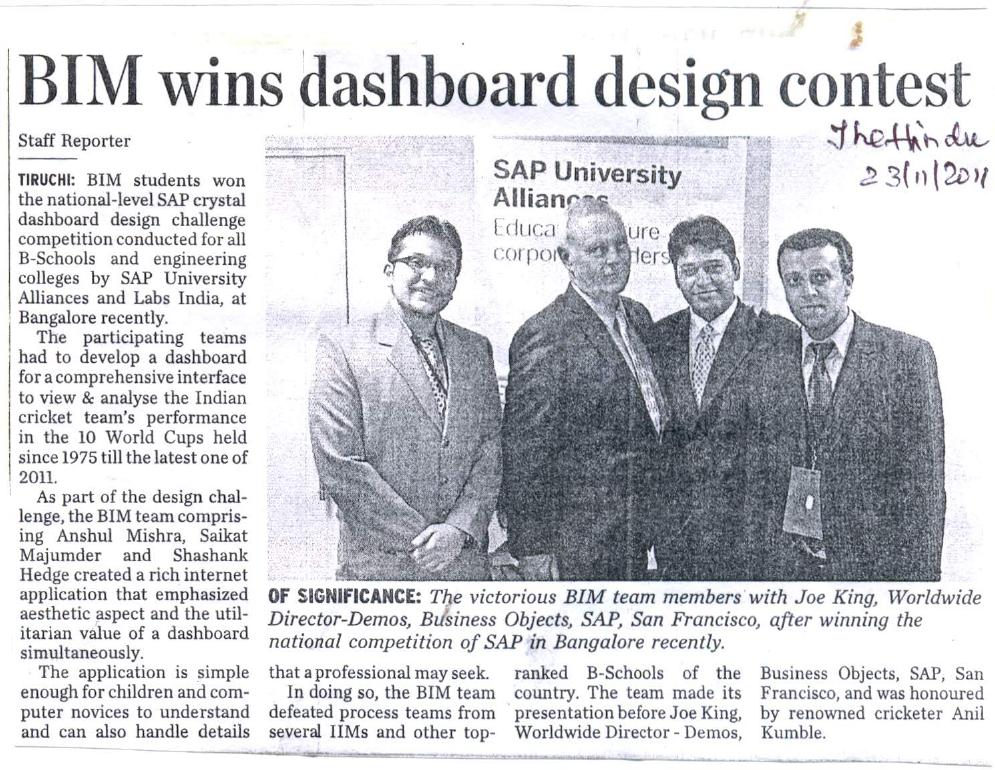 BIM wins dashboard design contest
The Hindu
23/11/2011
Staff Reporter
TIRUCHI: BIM students won
the national-level SAP crystal
dashboard design challenge
competition conducted for all
B-Schools and engineering
colleges by SAP University
Alliances and Labs India, at
Bangalore recently.
The participating teams
had to develop a dashboard
for a comprehensive interface
to view & analyse the Indian
cricket team's performance
in the 10 World Cups held
since 1975 till the latest one of
2011.
As part of the design chal-
lenge, the BIM team compris-
ing Anshul Mishra, Saikat
Majumder and Shashank
Hedge created a rich internet
application that emphasized
aesthetic aspect and the util-
itarian value of a dashboard
simultaneously.
The application is simple
enough for children and com-
puter novices to understand
and can also handle details
SAP University
Alliances
Educa ure
corpor ders
OF SIGNIFICANCE: The victorious BIM team members with Joe King, Worldwide
Director-Demos, Business Objects, SAP, San Francisco, after winning the
national competition of SAP in Bangalore recently.
that a professional may seek.
In doing so, the BIM team
defeated process teams from
several IIMs and other top-
ranked B-Schools of the
country. The team made its
presentation before Joe King,
Worldwide Director - Demos,
Business Objects, SAP, San
Francisco, and was honoured
by renowned cricketer Anil
Kumble.